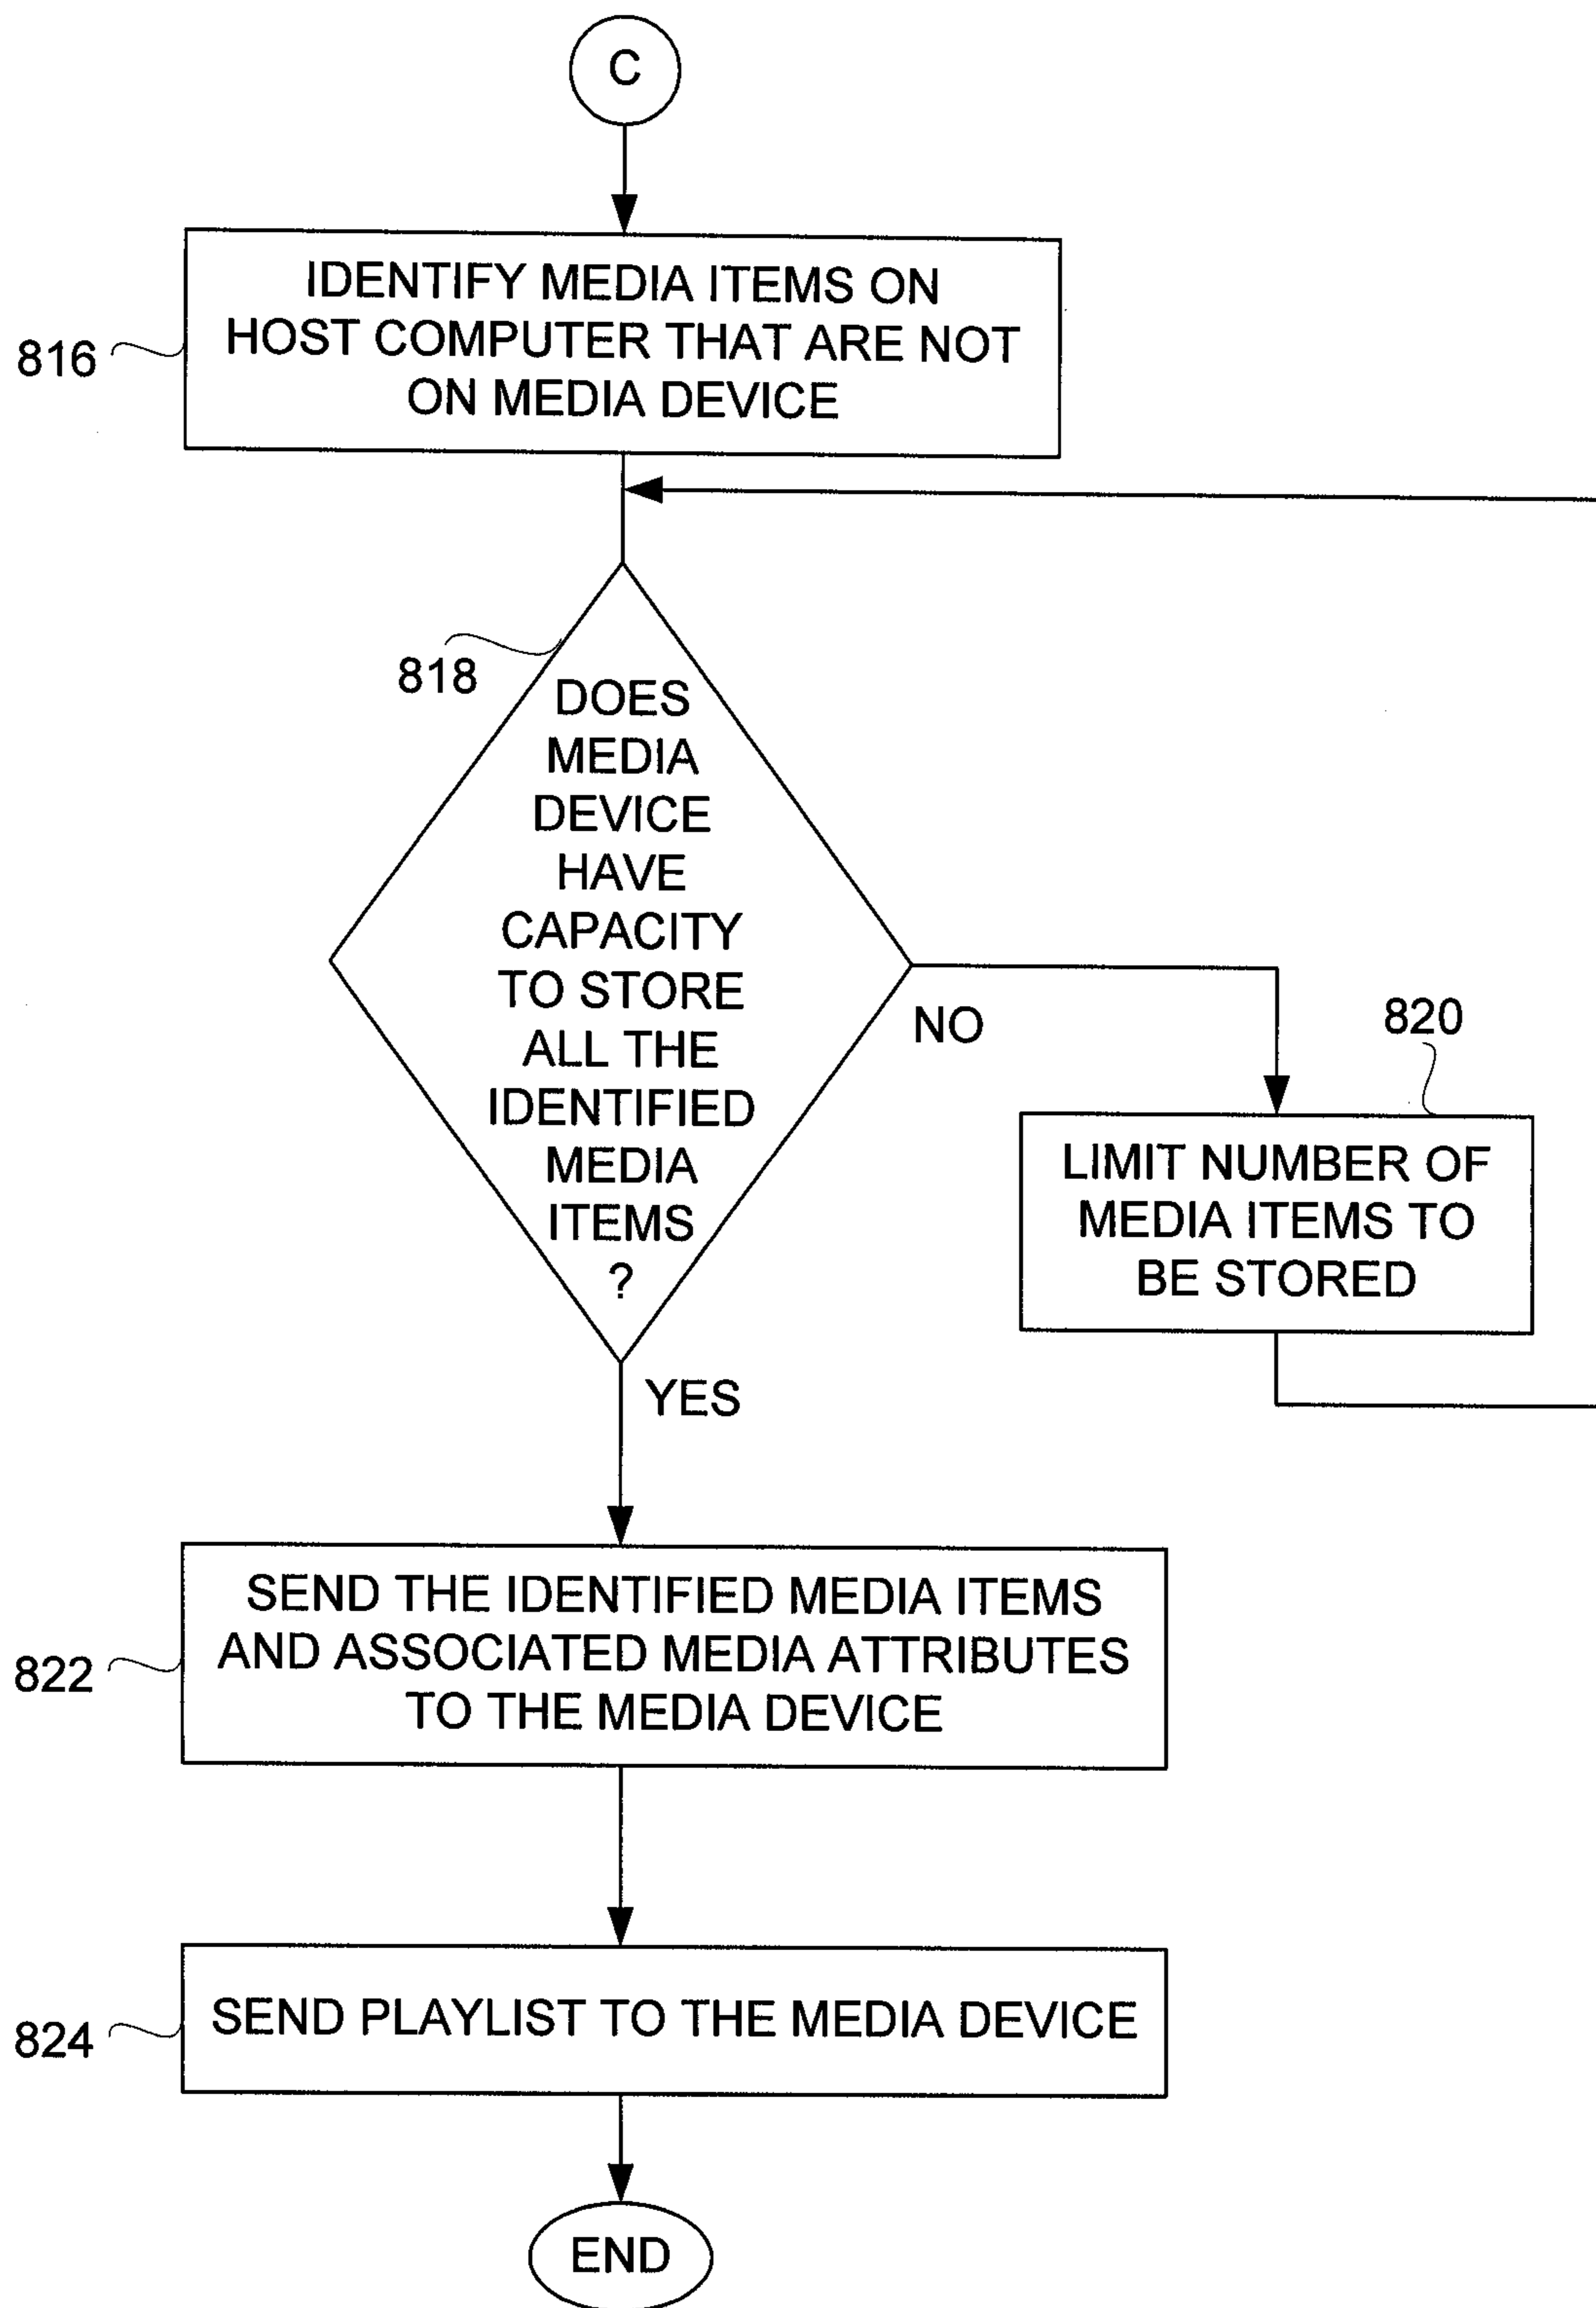 C
816
IDENTIFY MEDIA ITEMS ON
HOST COMPUTER THAT ARE NOT
ON MEDIA DEVICE
818
DOES
MEDIA
DEVICE
HAVE
CAPACITY
TO STORE
ALL THE
IDENTIFIED
MEDIA
ITEMS
?
NO
820
LIMIT NUMBER OF
MEDIA ITEMS TO
BE STORED
YES
822
SEND THE IDENTIFIED MEDIA ITEMS
AND ASSOCIATED MEDIA ATTRIBUTES
TO THE MEDIA DEVICE
824
SEND PLAYLIST TO THE MEDIA DEVICE
END